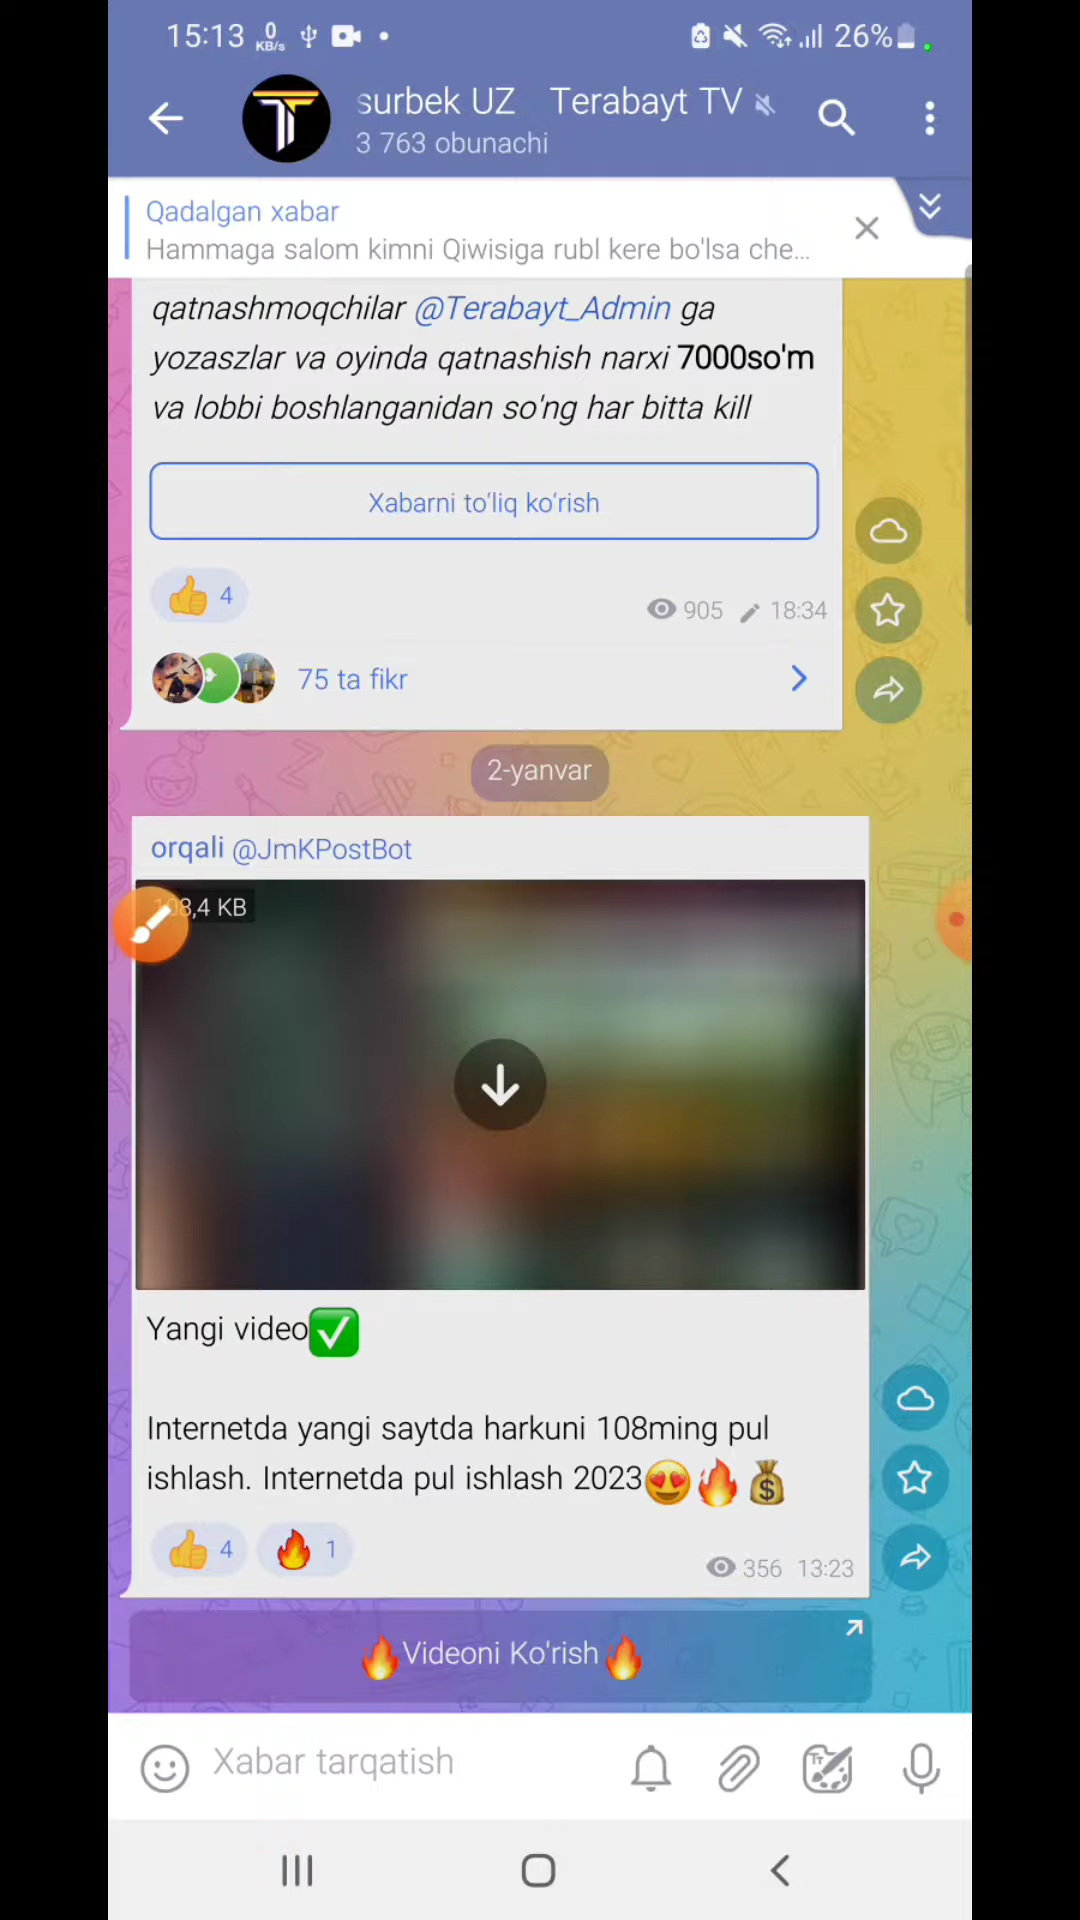 15:13 0 KB/s 26%
surbek UZ Terabayt TV
3 763 obunachi
Qadalgan xabar
Hammaga salom kimni Qiwisiga rubl kere bo'lsa che...
qatnashmoqchilar @Terabayt_Admin ga
yozaszlar va oyinda qatnashish narxi 7000so'm
va lobbi boshlanganidan so'ng har bitta kill
Xabarni to‘liq ko‘rish
👍 4
905 18:34
75 ta fikr
2-yanvar
orqali @JmKPostBot
108,4 KB
Yangi video✅
Internetda yangi saytda harkuni 108ming pul
ishlash. Internetda pul ishlash 2023😍🔥💰
👍 4 🔥 1
356 13:23
🔥Videoni Ko'rish🔥
Xabar tarqatish